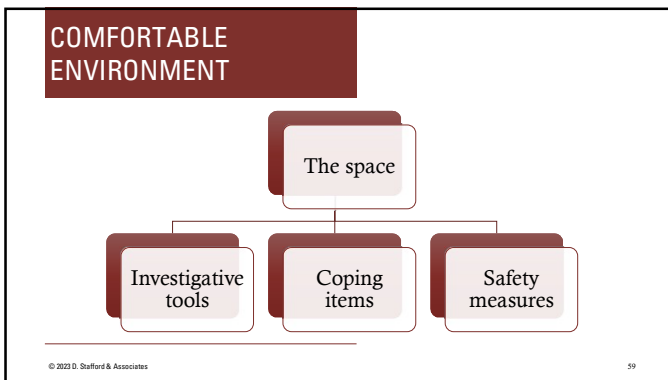 COMFORTABLE
ENVIRONMENT
The space
Investigative
tools
Coping
items
Safety
measures
© 2023 D. Stafford & Associates
59